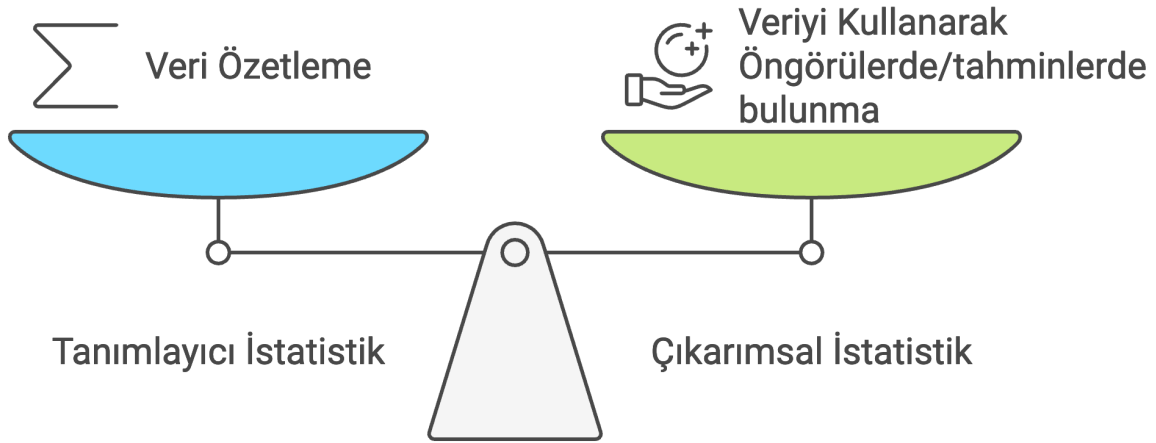 Veri Özetleme
Veriyi Kullanarak
Öngörülerde/tahminlerde
bulunma
Tanımlayıcı İstatistik
Çıkarımsal İstatistik